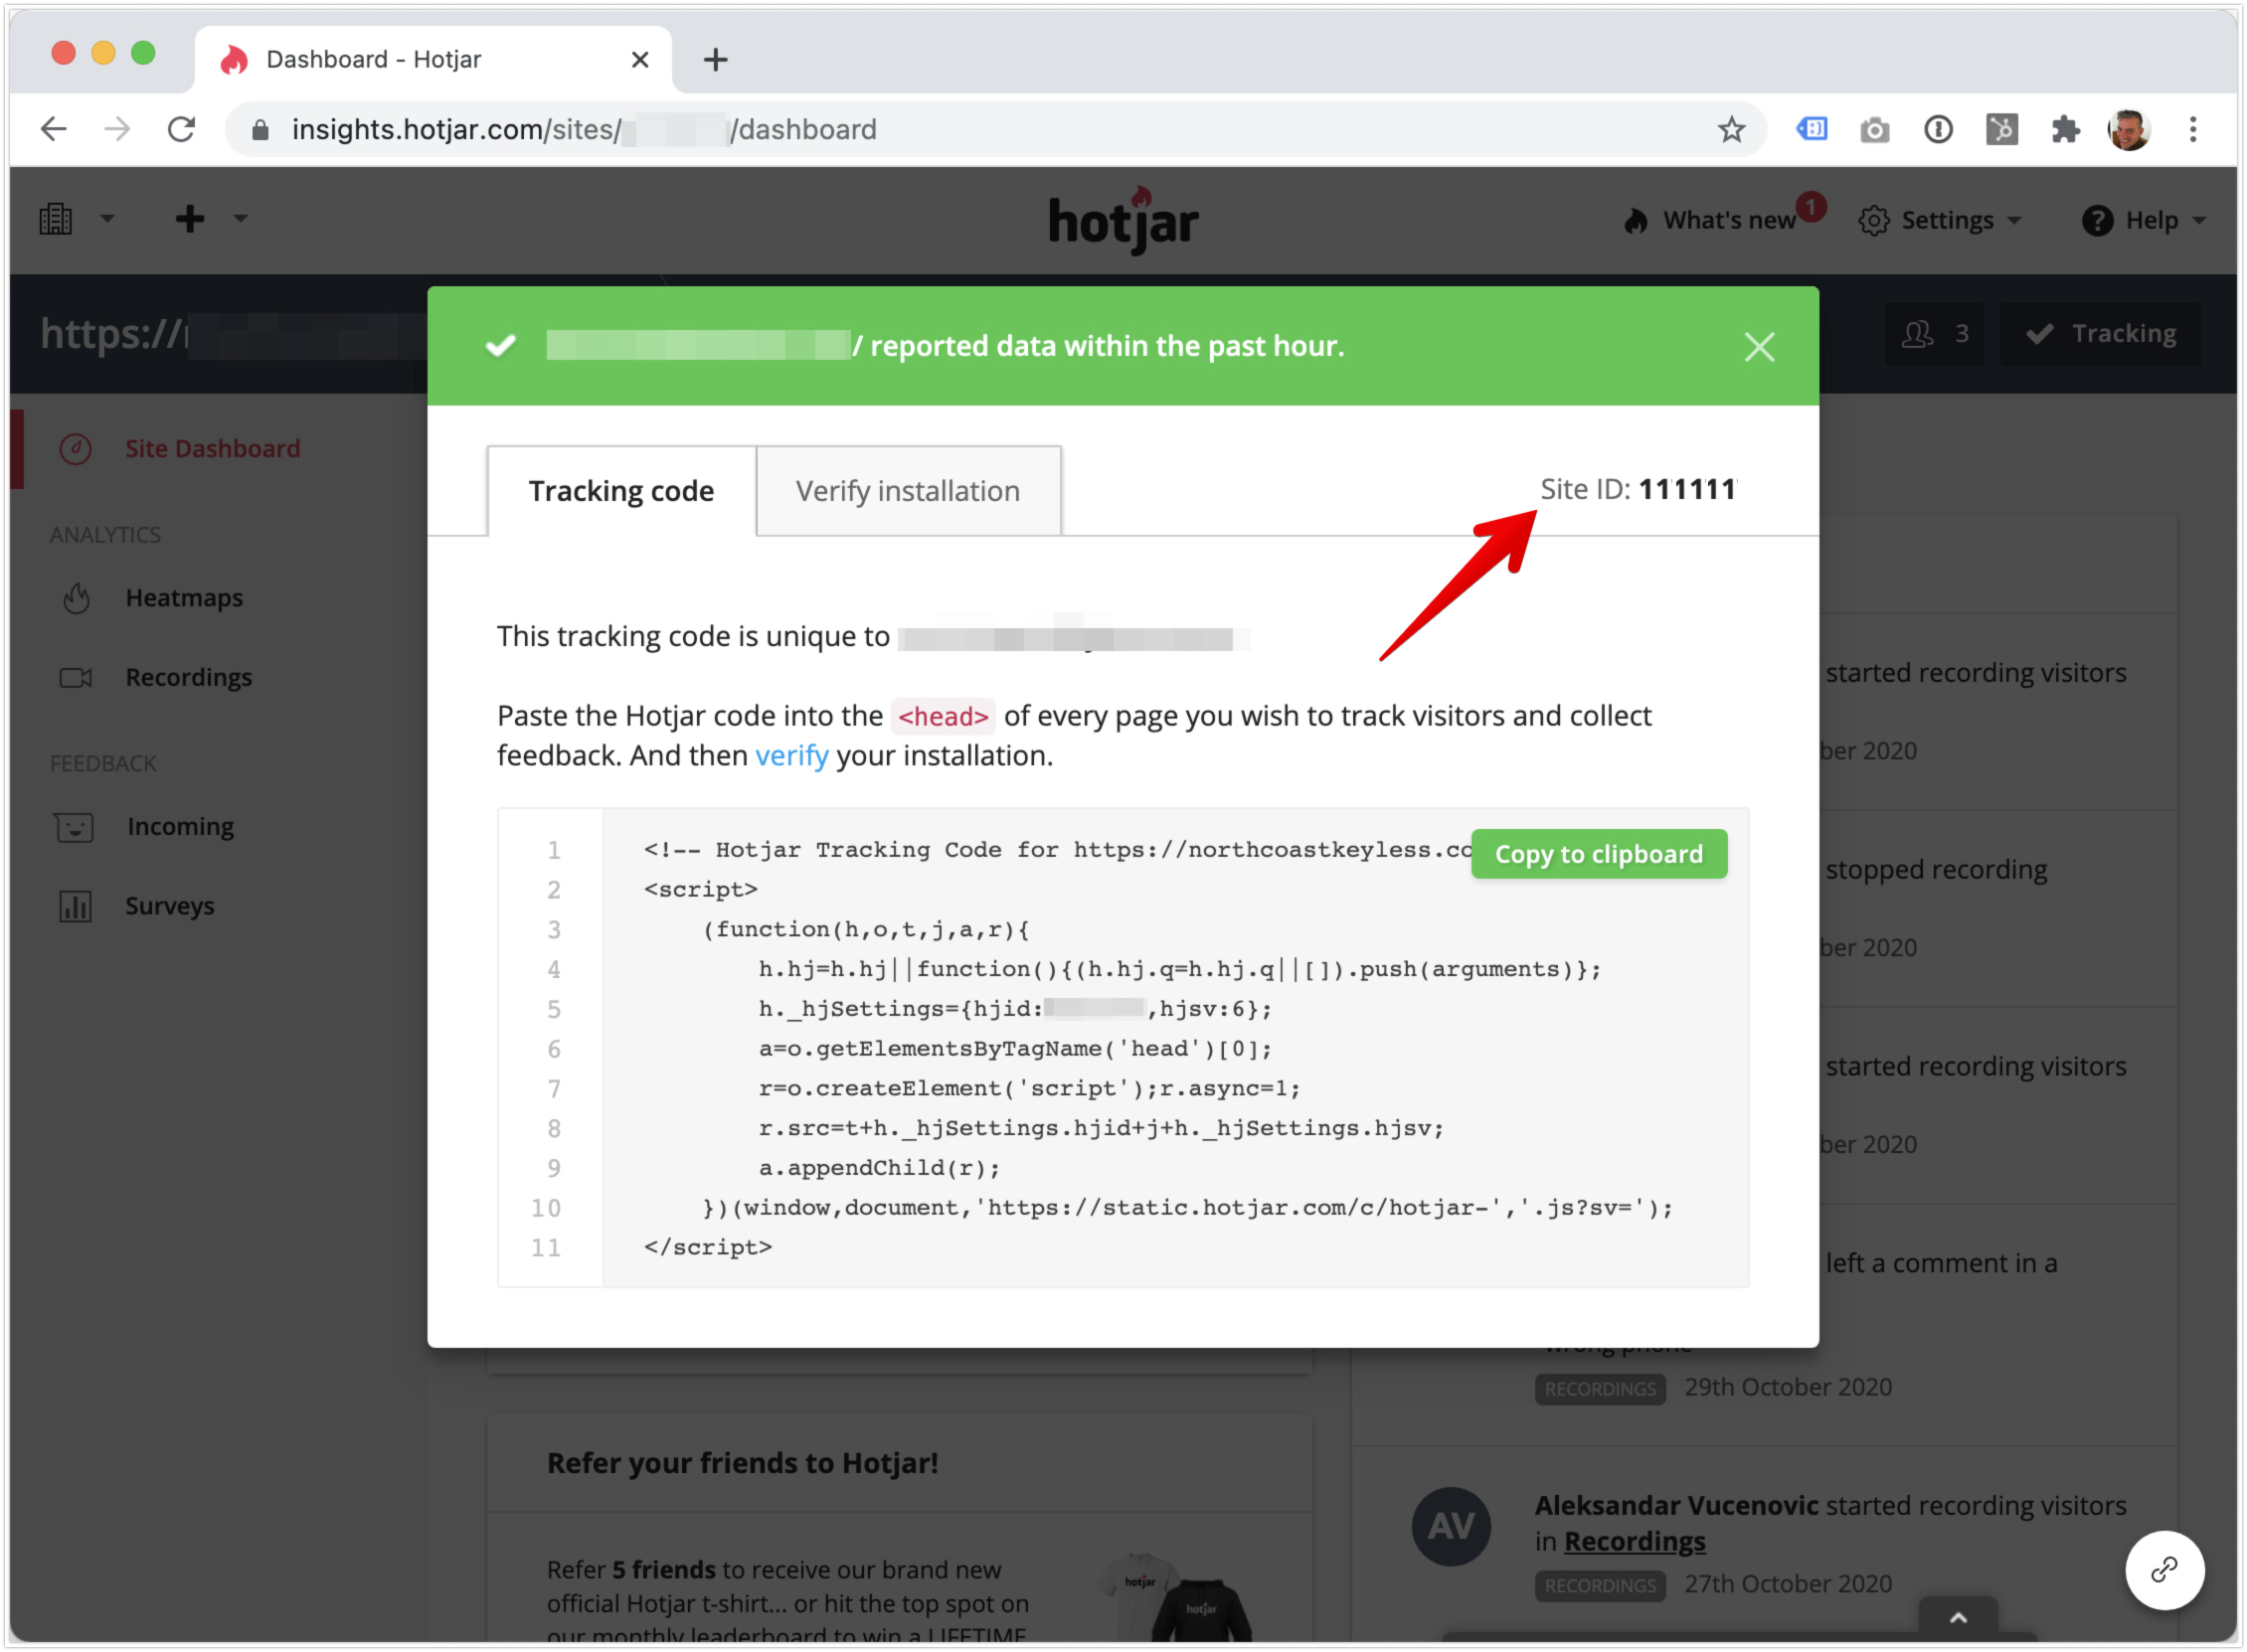 Dashboard - Hotjar
insights.hotjar.com/sites/ /dashboard
hotjar
What's new 1
Settings
Help
https://
/ reported data within the past hour.
3
Tracking
Site Dashboard
Tracking code
Verify installation
Site ID: 111111
ANALYTICS
Heatmaps
Recordings
FEEDBACK
Incoming
Surveys
This tracking code is unique to
Paste the Hotjar code into the <head> of every page you wish to track visitors and collect
feedback. And then verify your installation.
Copy to clipboard
1 <!-- Hotjar Tracking Code for https://northcoastkeyless.cc
2 <script>
3 (function(h,o,t,j,a,r){
4 h.hj=h.hj||function(){(h.hj.q=h.hj.q||[]).push(arguments)};
5 h._hjSettings={hjid: ,hjsv:6};
6 a=o.getElementsByTagName('head')[0];
7 r=o.createElement('script');r.async=1;
8 r.src=t+h._hjSettings.hjid+j+h._hjSettings.hjsv;
9 a.appendChild(r);
10 })(window,document,'https://static.hotjar.com/c/hotjar-','.js?sv=');
11 </script>
started recording visitors
ber 2020
stopped recording
ber 2020
started recording visitors
ber 2020
left a comment in a
wrong phone
RECORDINGS 29th October 2020
AV
Aleksandar Vucenovic started recording visitors
in Recordings
RECORDINGS 27th October 2020
Refer your friends to Hotjar!
Refer 5 friends to receive our brand new
official Hotjar t-shirt... or hit the top spot on
our monthly leaderboard to win a LIFETIME
hotjar
hotjar